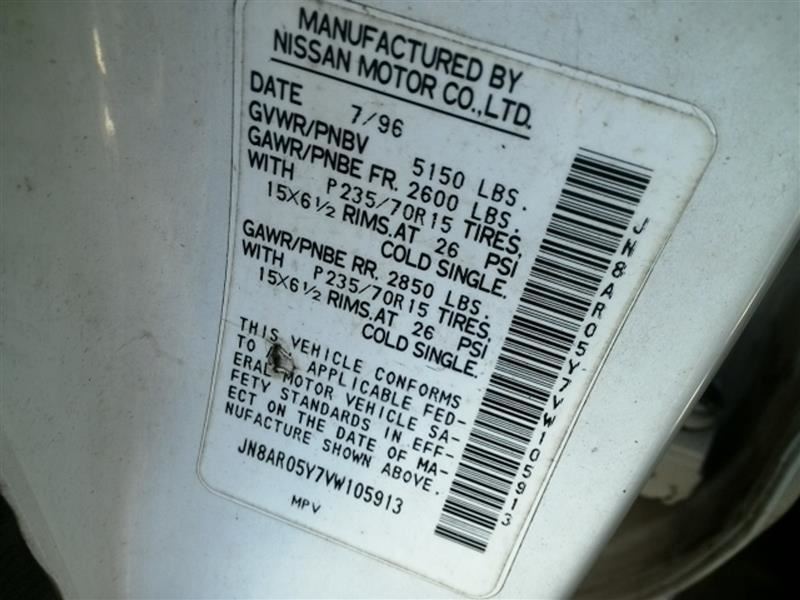 MANUFACTURED BY
NISSAN MOTOR CO.,LTD.
DATE 7/96
GVWR/PNBV 5150 LBS.
GAWR/PNBE FR. 2600 LBS.
WITH P235/70R15 TIRES,
15X6½ RIMS.AT 26 PSI
COLD SINGLE.
GAWR/PNBE RR. 2850 LBS.
WITH P235/70R15 TIRES,
15X6½ RIMS.AT 26 PSI
COLD SINGLE.
THIS VEHICLE CONFORMS
TO APPLICABLE FED-
ERAL MOTOR VEHICLE SA-
FETY STANDARDS IN EFF-
ECT ON THE DATE OF MA-
NUFACTURE SHOWN ABOVE.
JN8AR05Y7VW105913
MPV
JN8AR05Y7VW105913